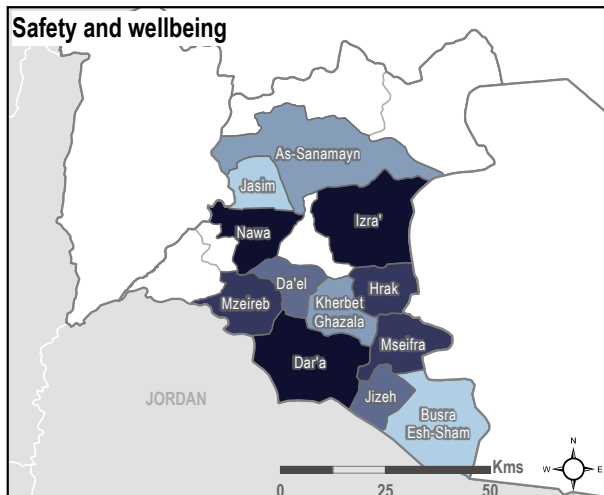 Safety and wellbeing
As-Sanamayn
Jasim
Izra'
Nawa
Da'el
Hrak
Mzeireb
Kherbet
Ghazala
Mseifra
Dar'a
JORDAN
Jizeh
Busra
Esh-Sham
N
W
E
S
Kms
0
25
50